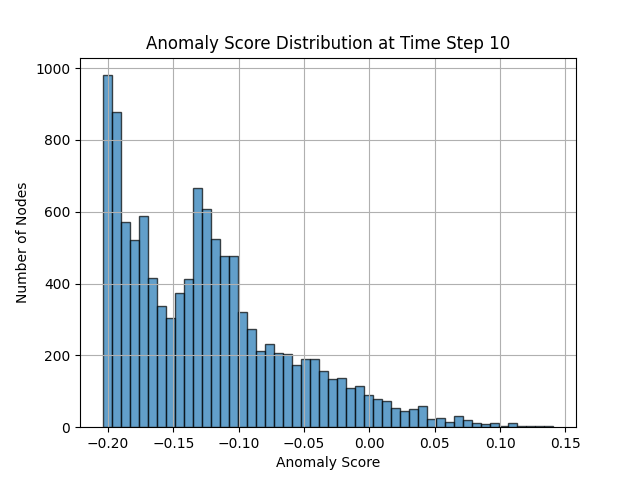 Anomaly Score Distribution at Time Step 10
1000
800
600
400
200
0
Number of Nodes
−0.20 −0.15 −0.10 −0.05 0.00 0.05 0.10 0.15
Anomaly Score